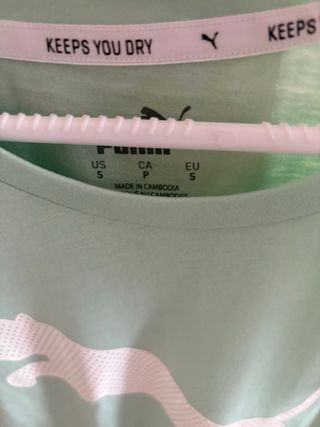 KEEPS YOU DRY
KEEPS
PUMA
US CA EU
S P S
MADE IN CAMBODIA